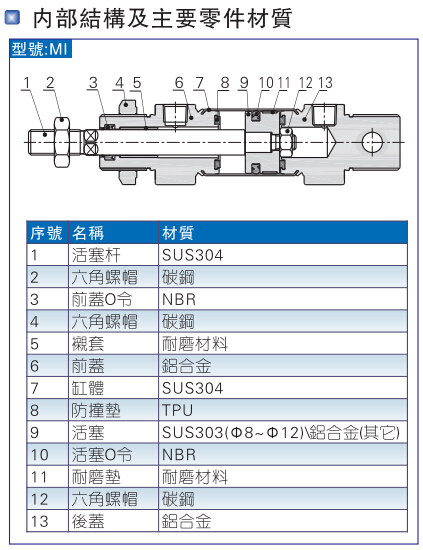 内部結構及主要零件材質
型號:MI
1 2 3 4 5 6 7 8 9 10 11 12 13
序號 名稱 材質
1 活塞杆 SUS304
2 六角螺帽 碳鋼
3 前蓋O令 NBR
4 六角螺帽 碳鋼
5 襯套 耐磨材料
6 前蓋 鋁合金
7 缸體 SUS304
8 防撞墊 TPU
9 活塞 SUS303(Φ8~Φ12)\鋁合金(其它)
10 活塞O令 NBR
11 耐磨墊 耐磨材料
12 六角螺帽 碳鋼
13 後蓋 鋁合金